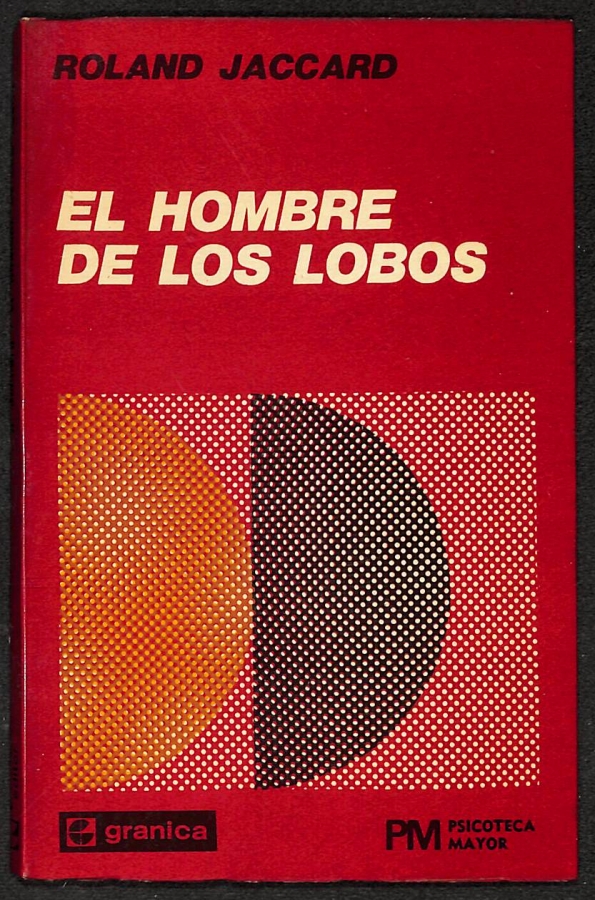 ROLAND JACCARD
EL HOMBRE
DE LOS LOBOS
granica
PM PSICOTECA
MAYOR